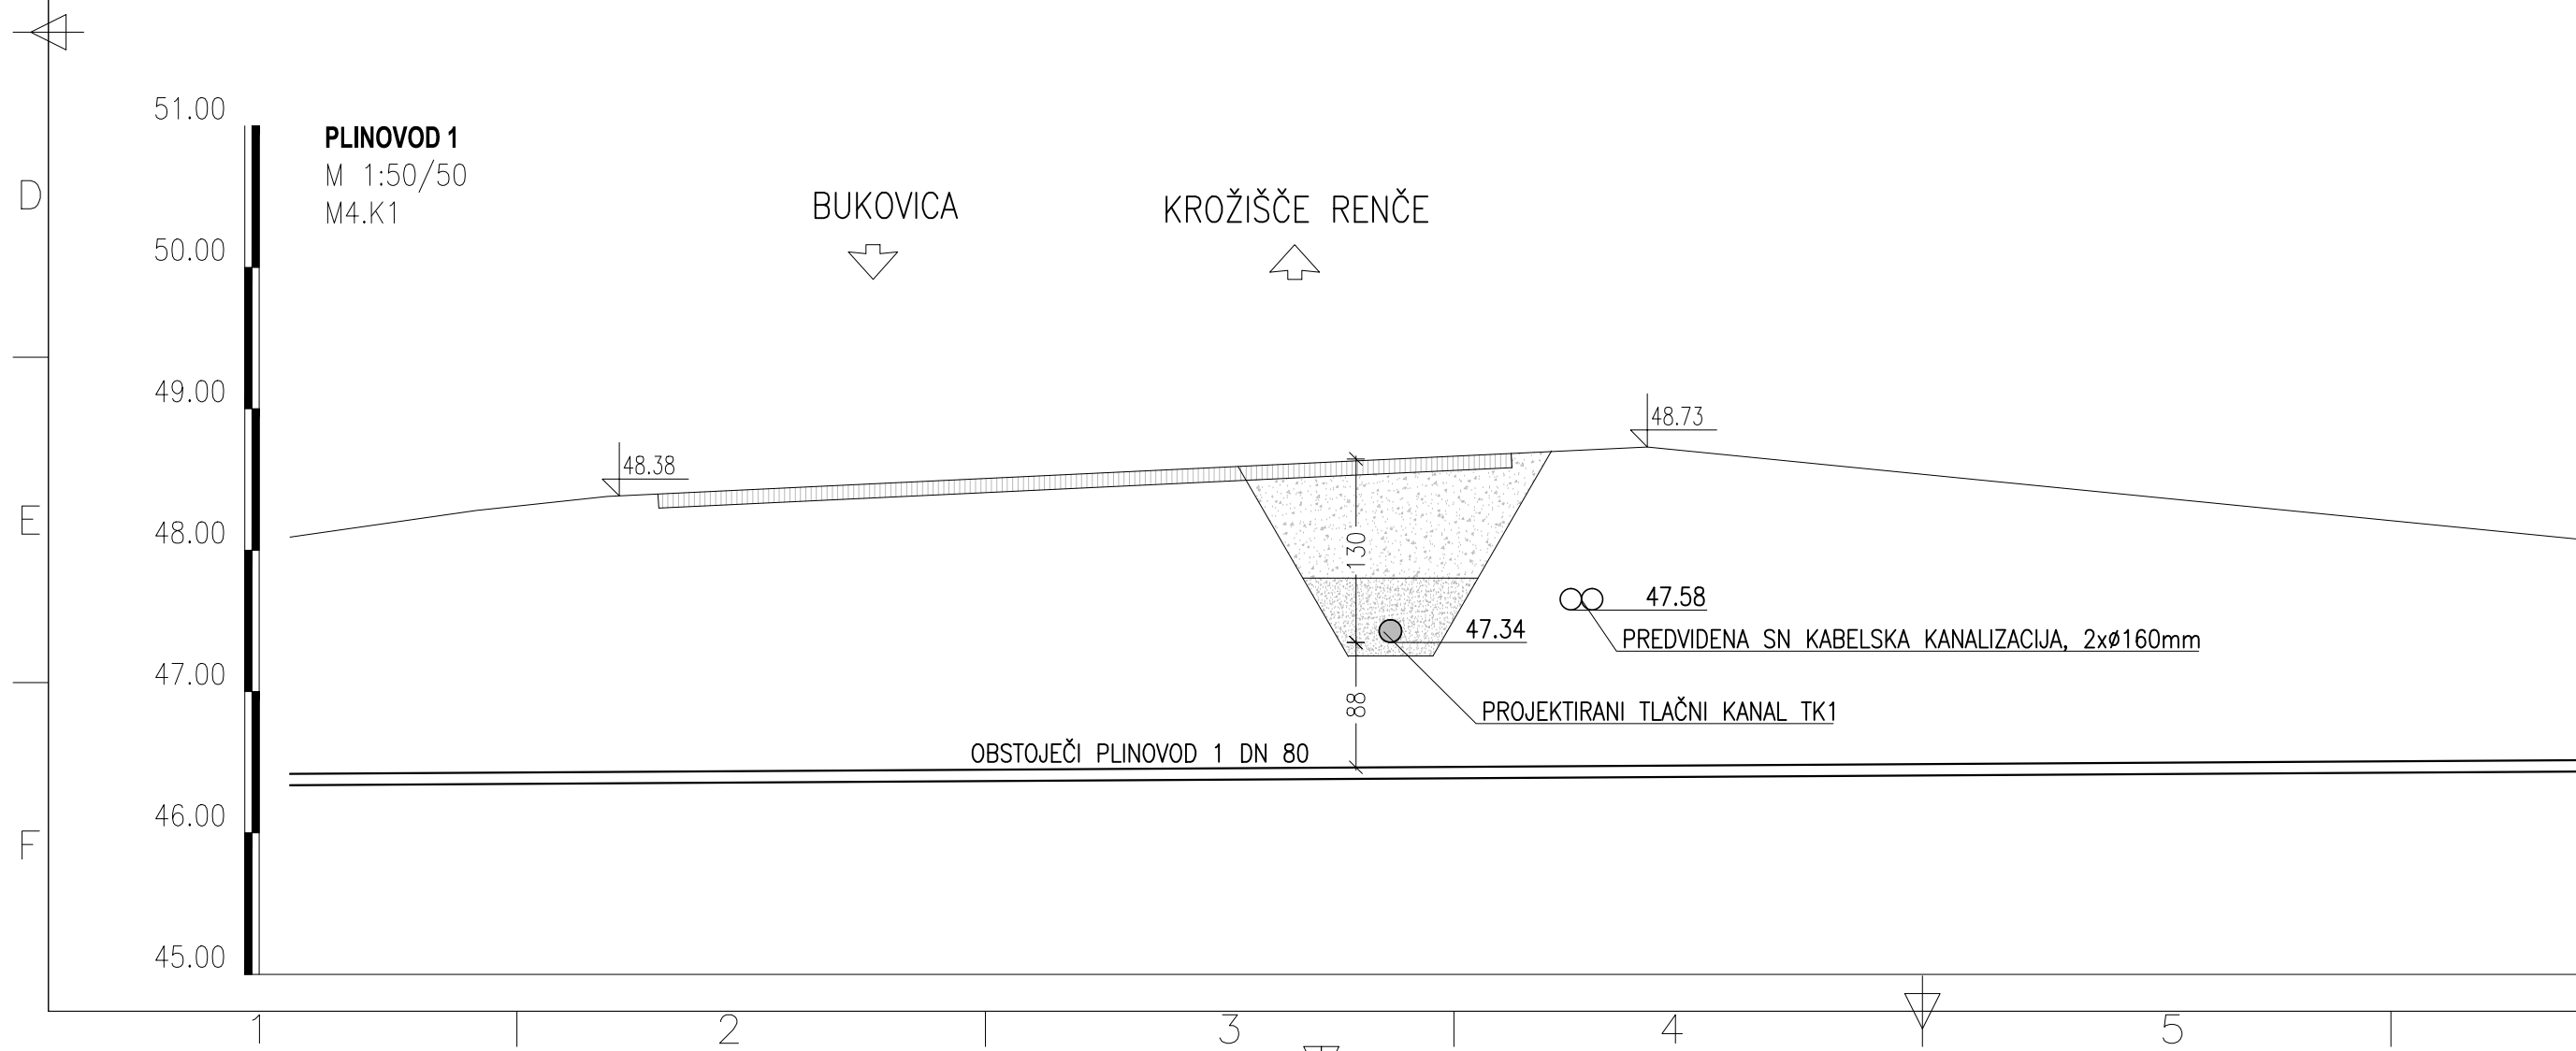 51.00
PLINOVOD 1
M 1:50/50
M4.K1
D
BUKOVICA
KROŽIŠČE RENČE
50.00
49.00
48.73
48.38
E
48.00
130
47.58
47.34
PREDVIDENA SN KABELSKA KANALIZACIJA, 2xø160mm
47.00
88
PROJEKTIRANI TLAČNI KANAL TK1
OBSTOJEČI PLINOVOD 1 DN 80
46.00
F
45.00
1 2 3 4 5